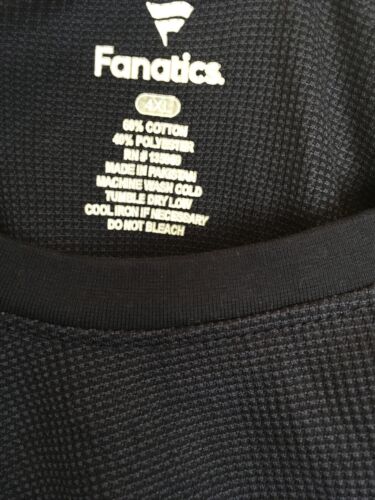 Fanatics
4XL
60% COTTON
40% POLYESTER
RN #
MADE IN PAKISTAN
MACHINE WASH COLD
TUMBLE DRY LOW
COOL IRON IF NECESSARY
DO NOT BLEACH